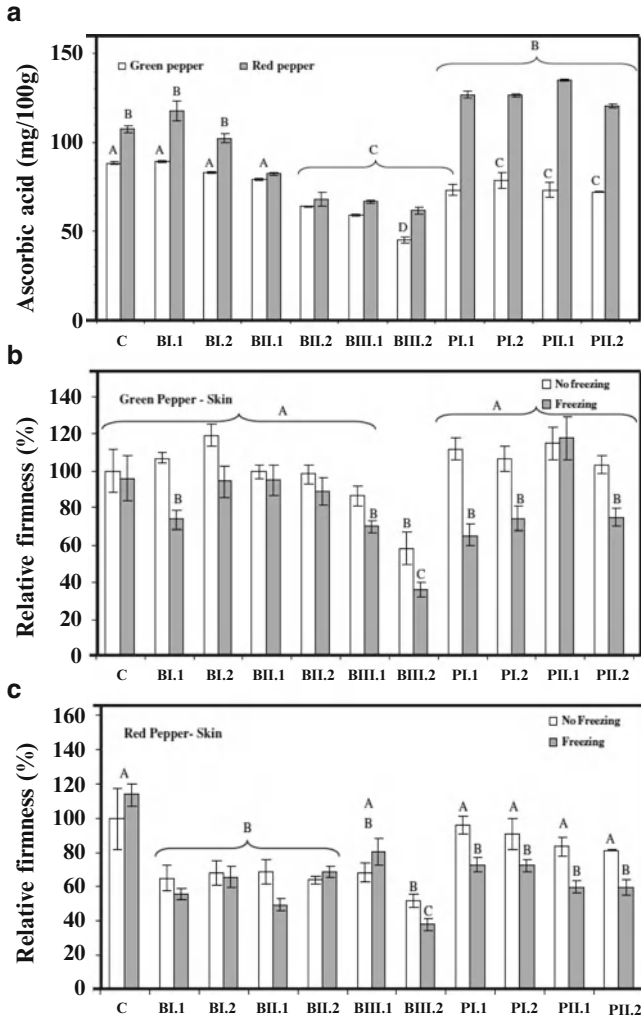 a
Ascorbic acid (mg/100g)
150
100
50
0
Green pepper Red pepper
A B A B A B A C D B C C C
C BI.1 BI.2 BII.1 BII.2 BIII.1 BIII.2 PI.1 PI.2 PII.1 PII.2
b
Relative firmness (%)
140
120
100
80
60
40
20
0
Green Pepper - Skin
No freezing
Freezing
A A
B B B C B B B
C BI.1 BI.2 BII.1 BII.2 BIII.1 BIII.2 PI.1 PI.2 PII.1 PII.2
c
Relative firmness (%)
160
140
120
100
80
60
40
20
0
Red Pepper- Skin
No Freezing
Freezing
A B A B B C A B A B A B A B
C BI.1 BI.2 BII.1 BII.2 BIII.1 BIII.2 PI.1 PI.2 PII.1 PII.2